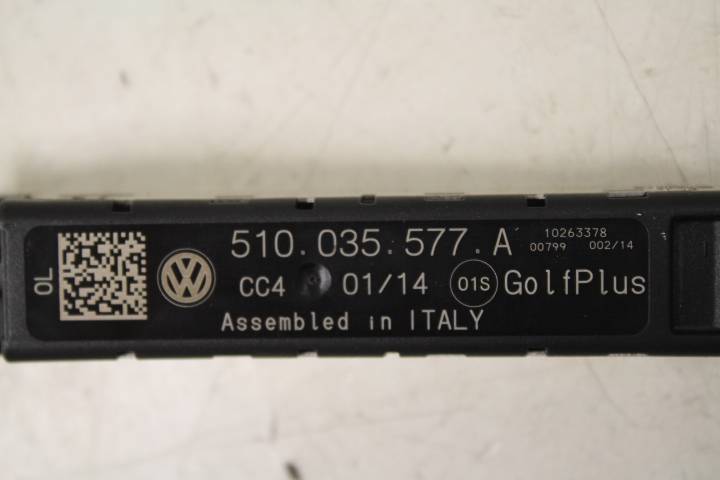 OL
510.035.577.A
10263378
00799 002/14
CC4 01/14 01S GolfPlus
Assembled in ITALY